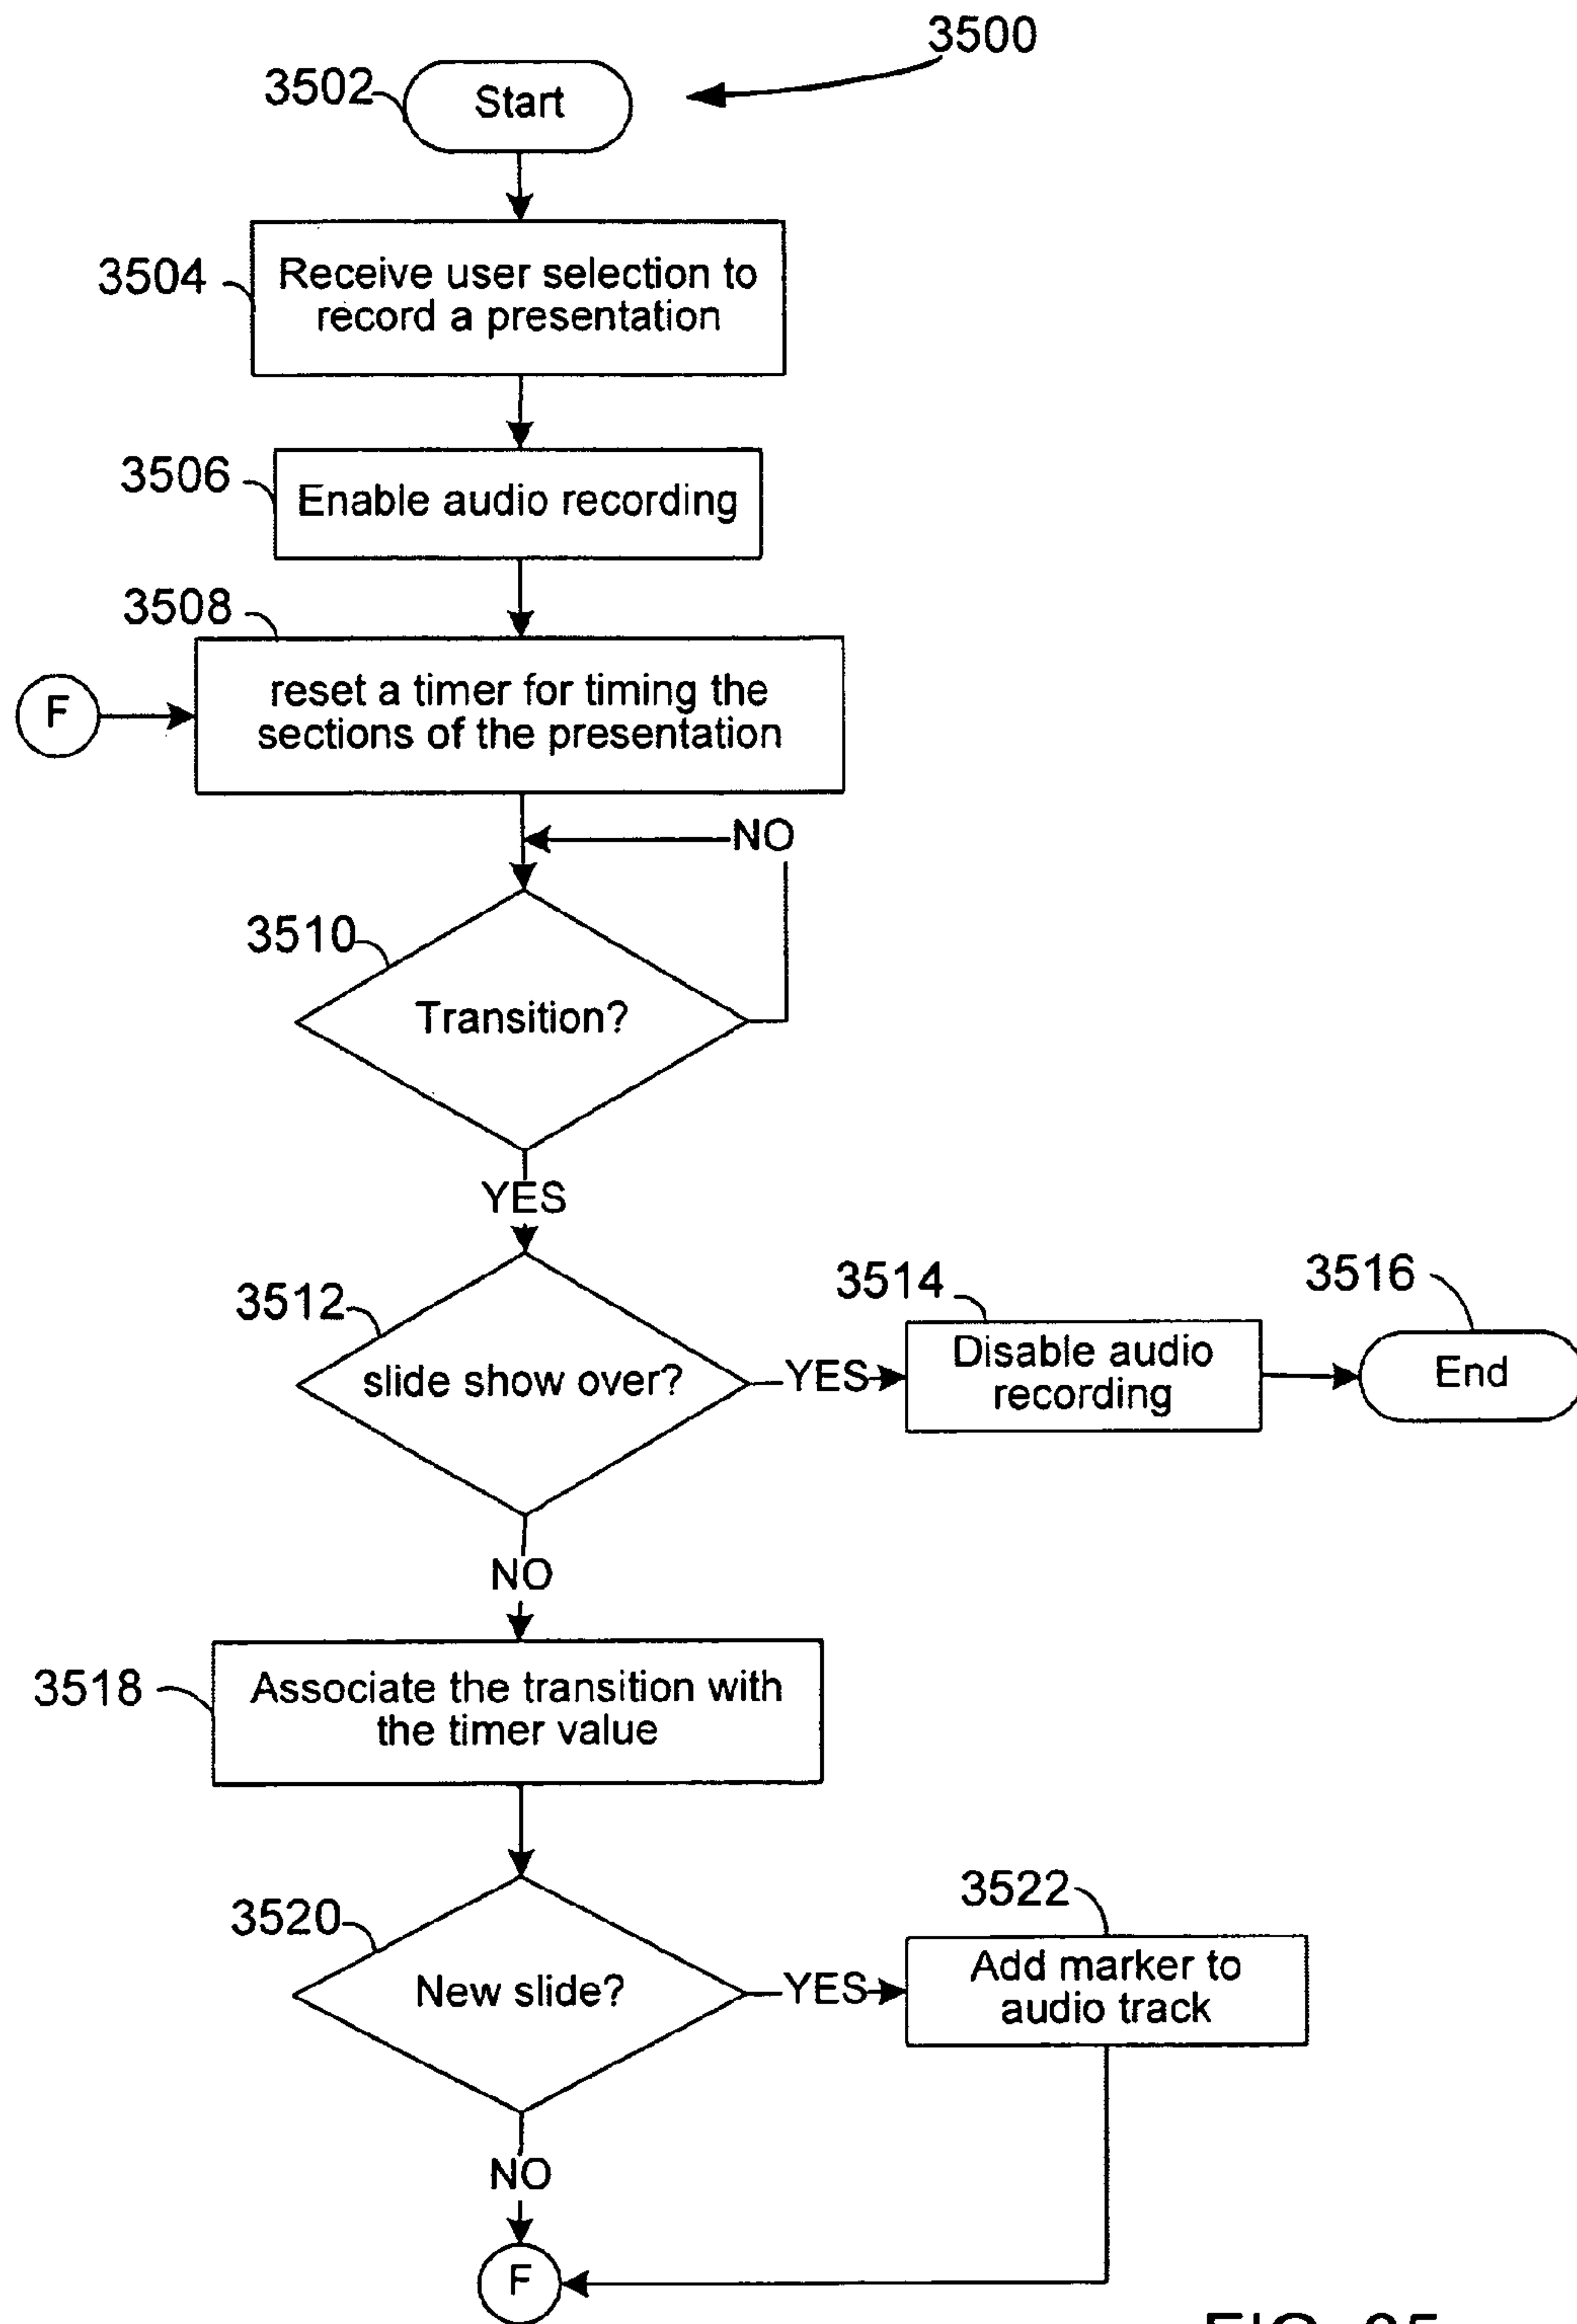 3500
3502
Start
3504
Receive user selection to
record a presentation
3506
Enable audio recording
3508
F
reset a timer for timing the
sections of the presentation
NO
3510
Transition?
YES
3512
slide show over?
YES
3514
Disable audio
recording
3516
End
NO
3518
Associate the transition with
the timer value
3520
New slide?
YES
3522
Add marker to
audio track
NO
F